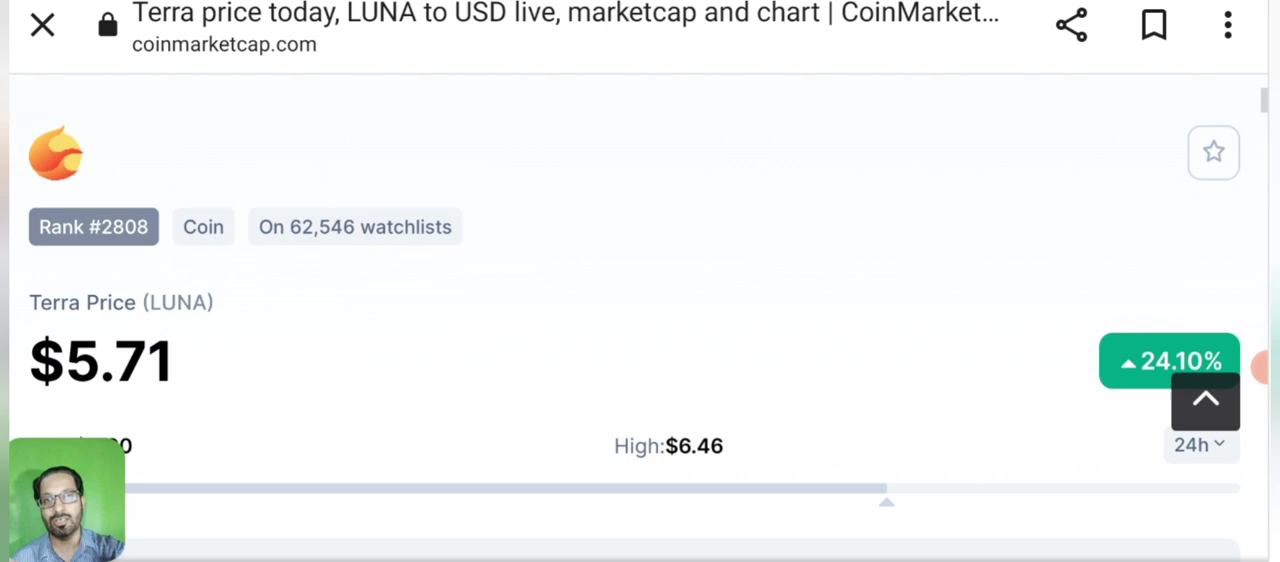 Terra price today, LUNA to USD live, marketcap and chart | CoinMarket...
coinmarketcap.com
Rank #2808 Coin On 62,546 watchlists
Terra Price (LUNA)
$5.71
24.10%
High:$6.46
24h